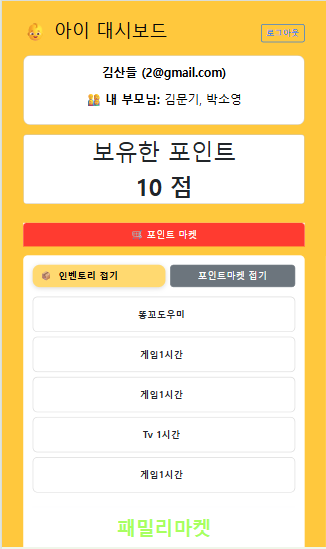 아이 대시보드
로그아웃
김산들 (2@gmail.com)
내 부모님: 김문기, 박소영
보유한 포인트
10 점
포인트 마켓
인벤토리 접기
포인트마켓 접기
똥꼬도우미
게임1시간
게임1시간
Tv 1시간
게임1시간
패밀리마켓